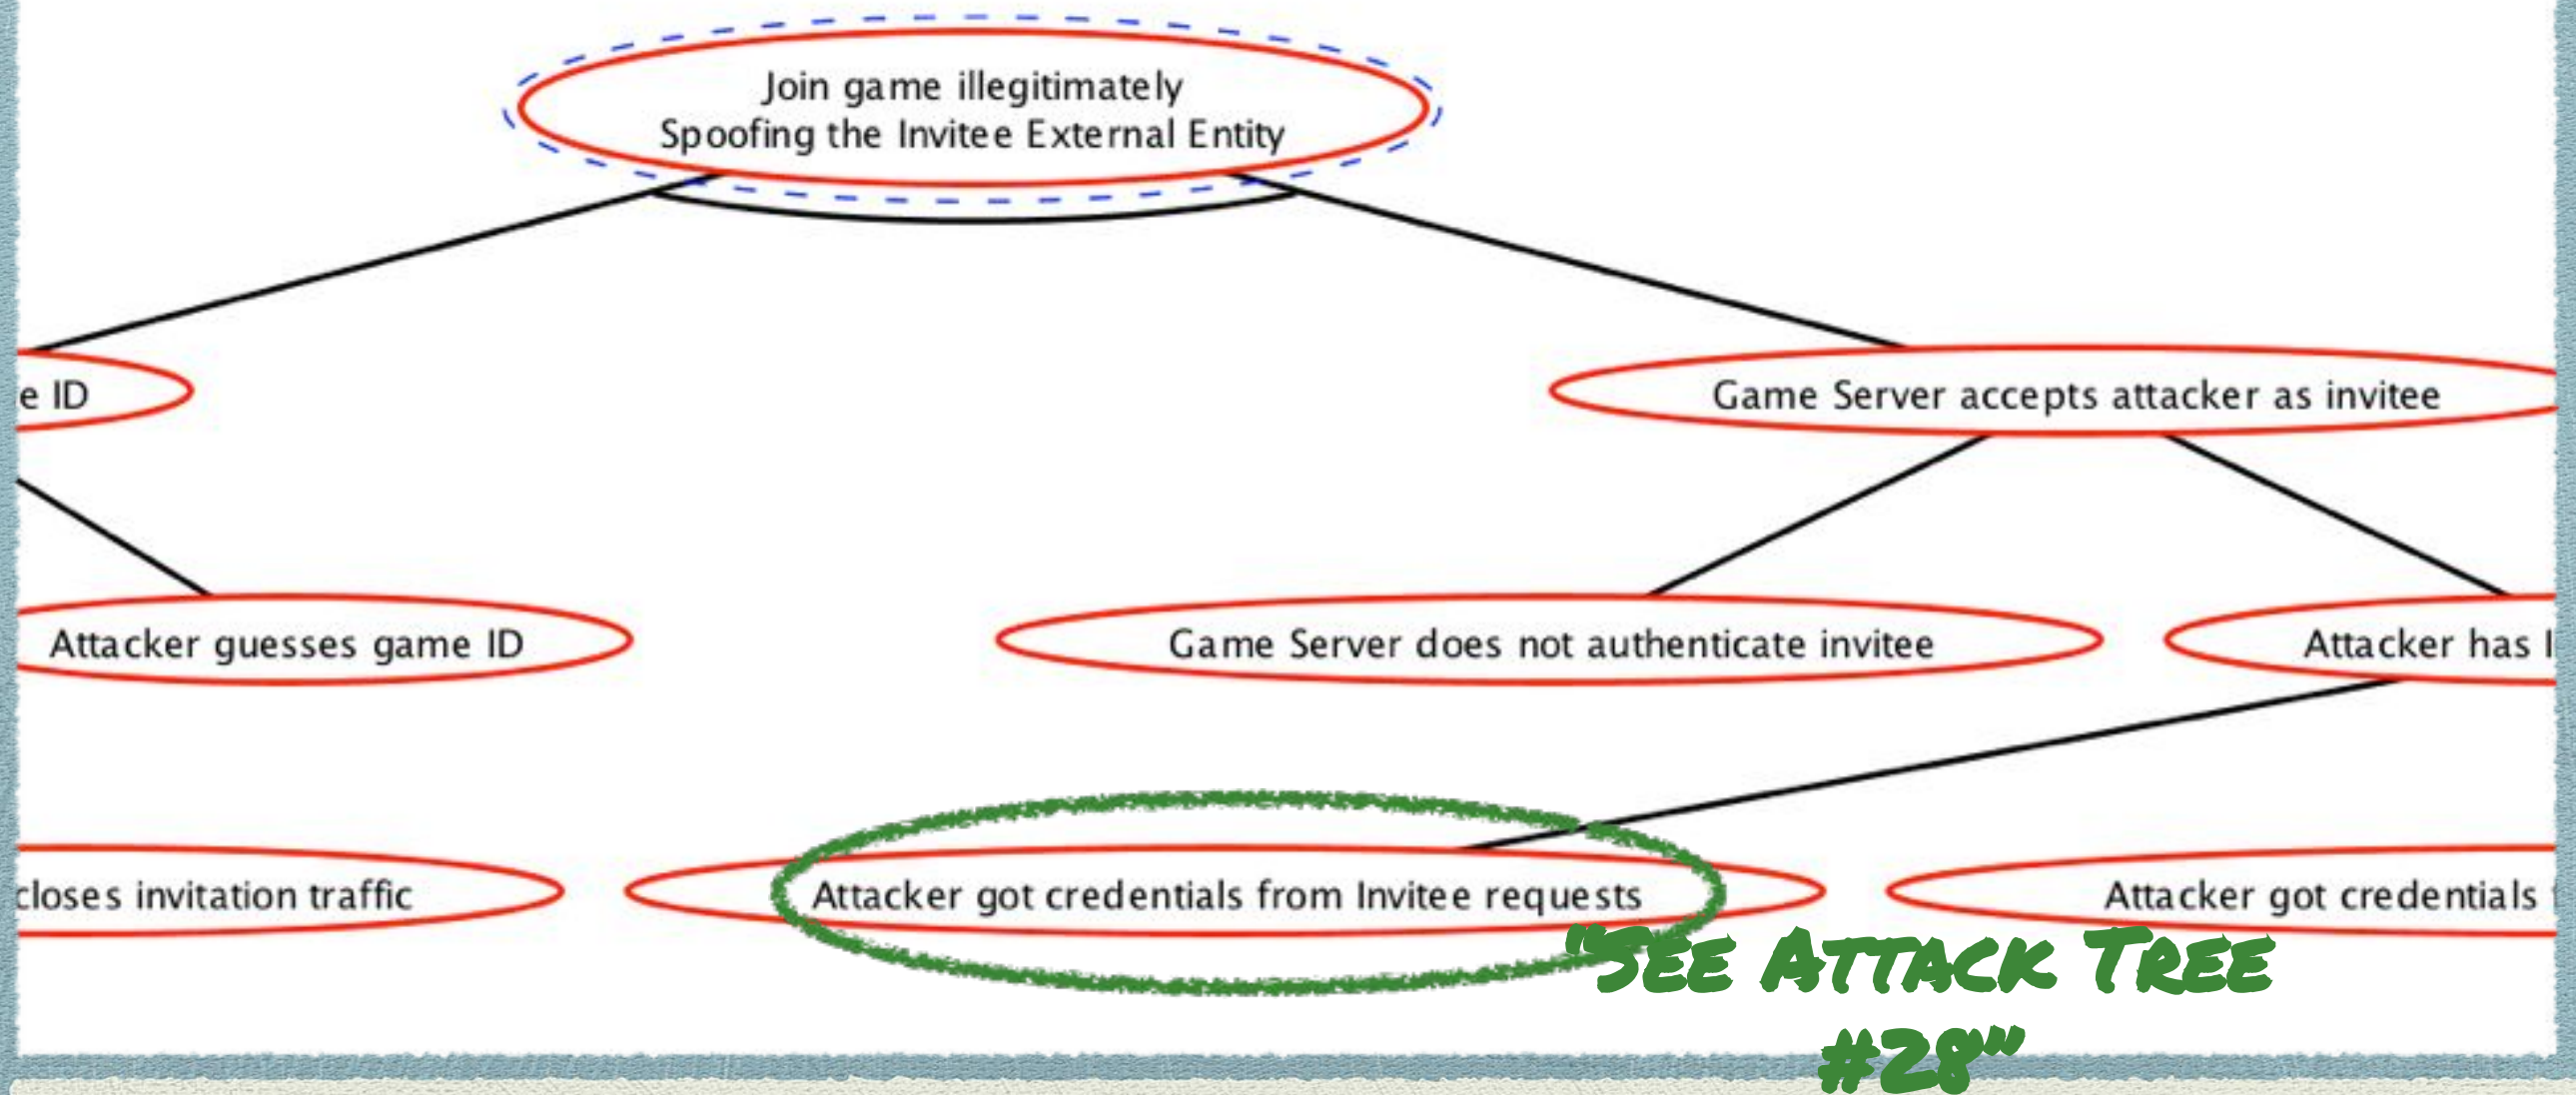 Join game illegitimately
Spoofing the Invitee External Entity
e ID
Game Server accepts attacker as invitee
Attacker guesses game ID
Game Server does not authenticate invitee
Attacker has
closes invitation traffic
Attacker got credentials from Invitee requests
Attacker got credentials
"SEE ATTACK TREE
#28"